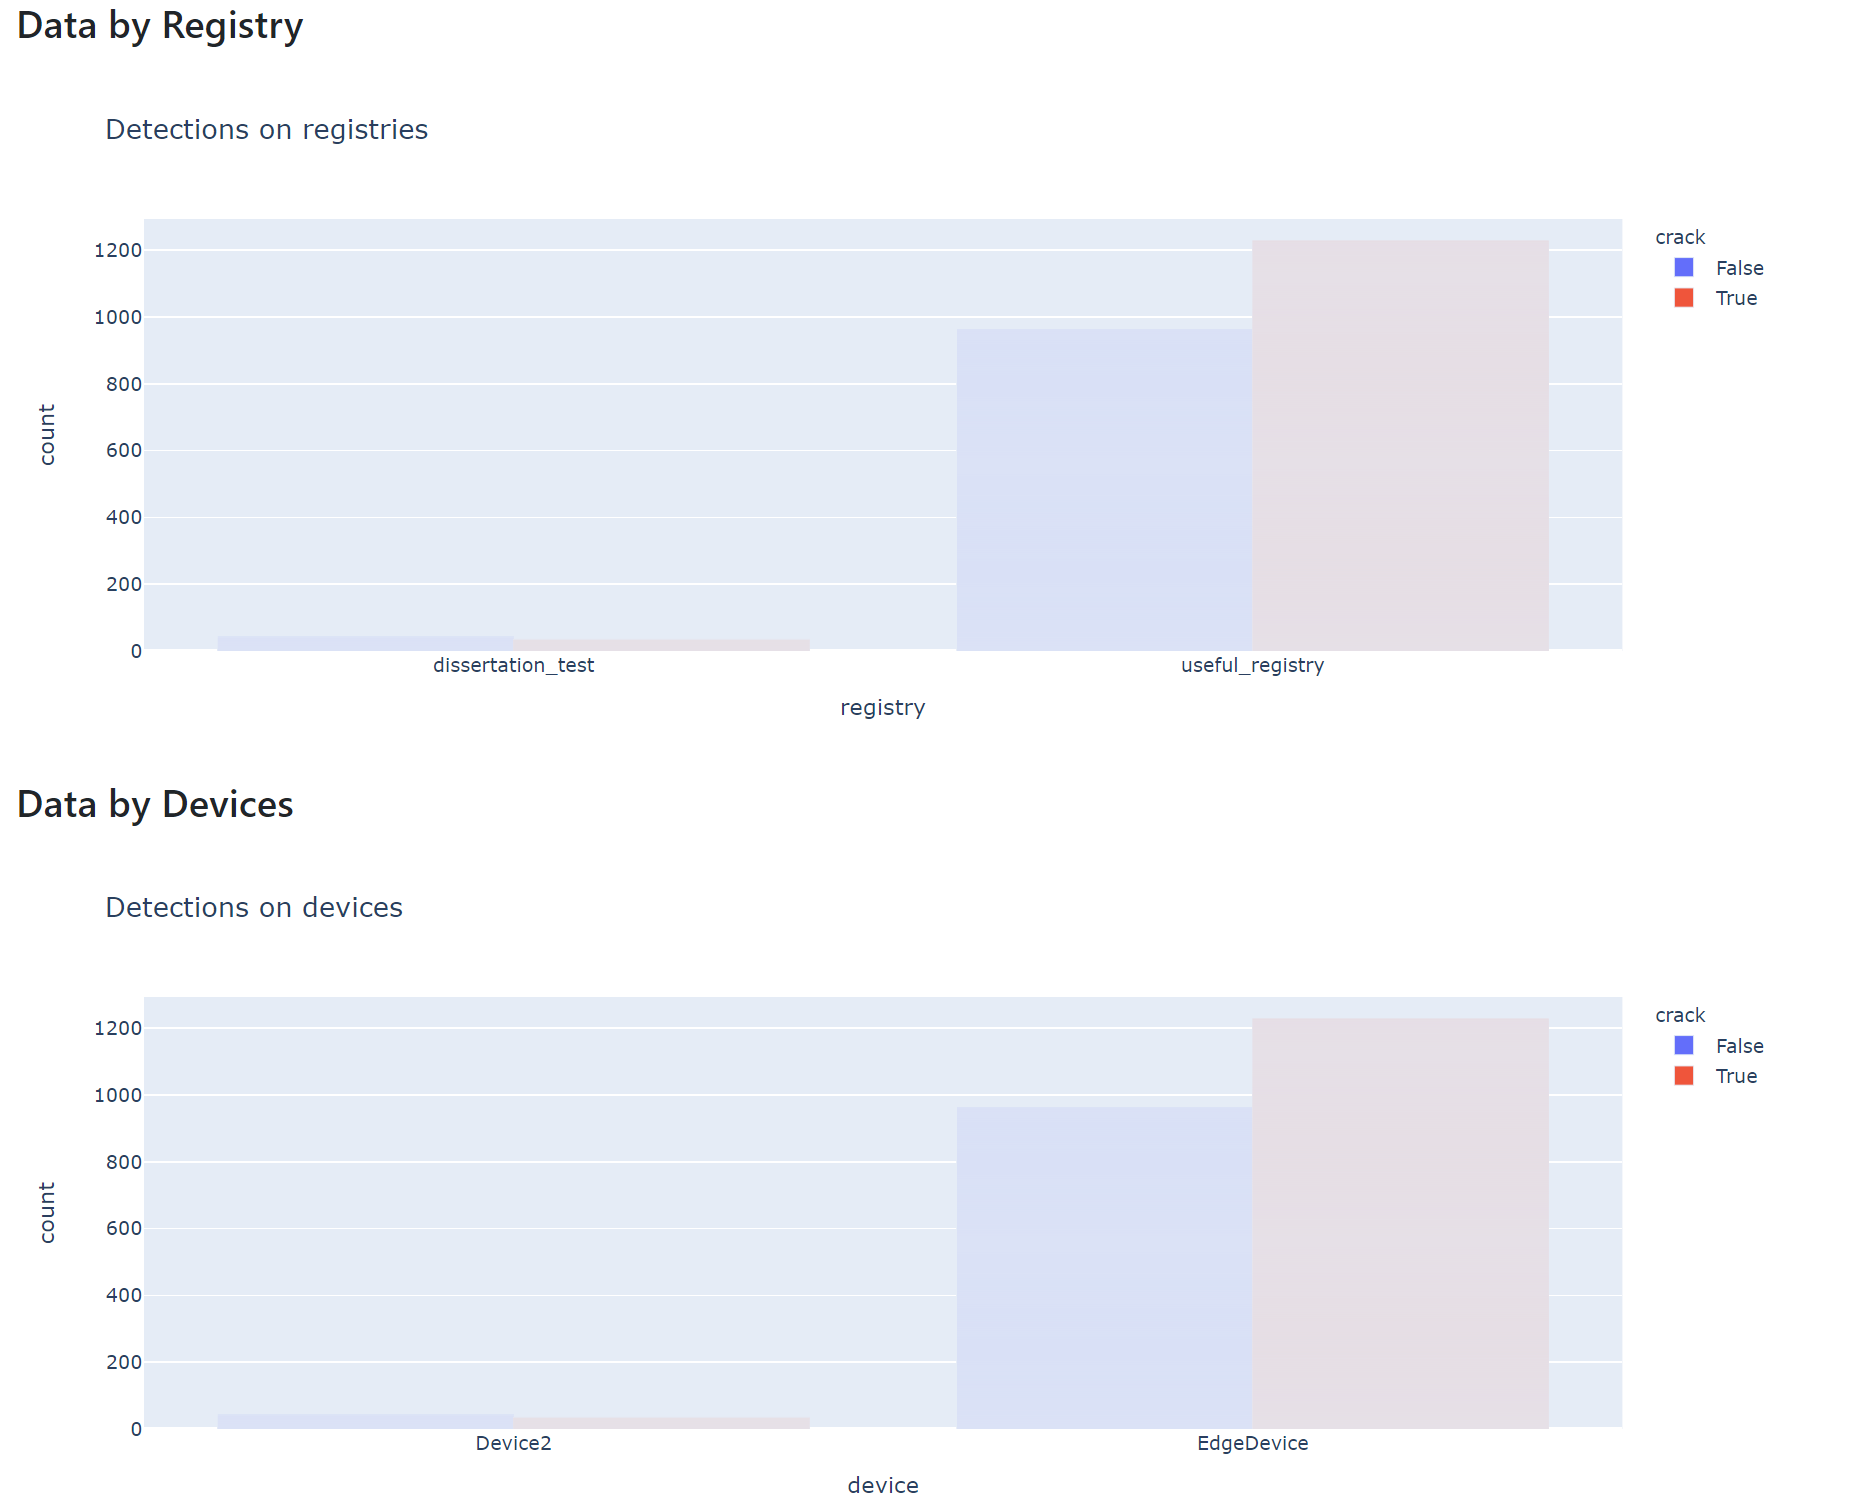 Data by Registry
Detections on registries
crack
False
True
1200
1000
800
600
400
200
0
count
dissertation_test
useful_registry
registry
Data by Devices
Detections on devices
crack
False
True
1200
1000
800
600
400
200
0
count
Device2
EdgeDevice
device